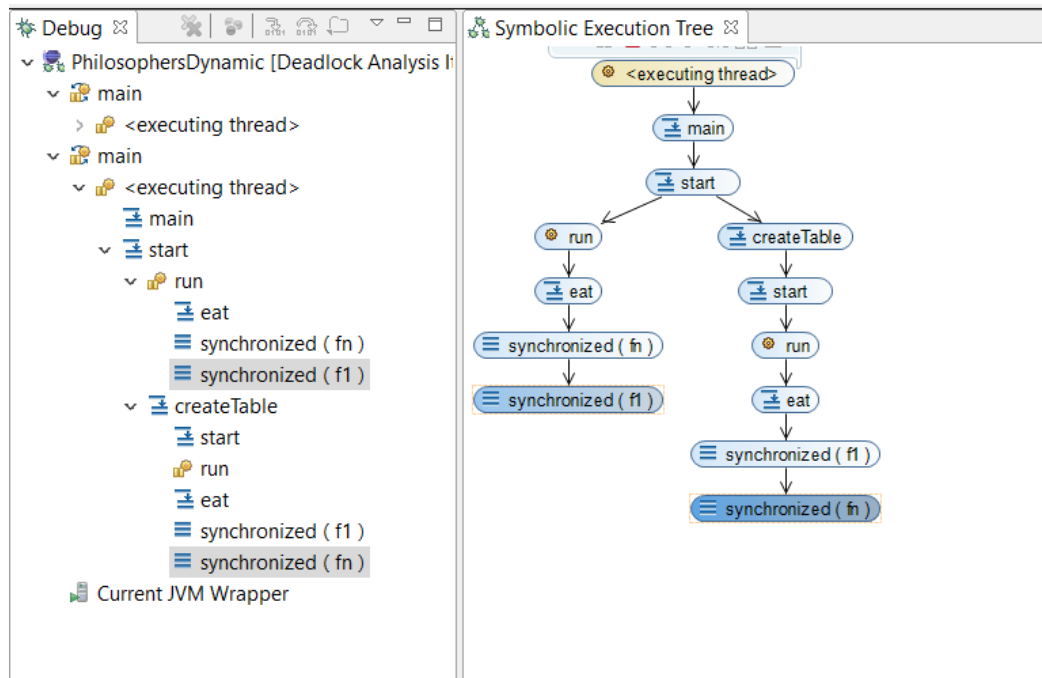 Debug
PhilosophersDynamic [Deadlock Analysis It
main
<executing thread>
main
<executing thread>
main
start
run
eat
synchronized ( fn )
synchronized ( f1 )
createTable
start
run
eat
synchronized ( f1 )
synchronized ( fn )
Current JVM Wrapper
Symbolic Execution Tree
<executing thread>
main
start
run
createTable
eat
start
synchronized ( fn )
run
synchronized ( f1 )
eat
synchronized ( f1 )
synchronized ( fn )